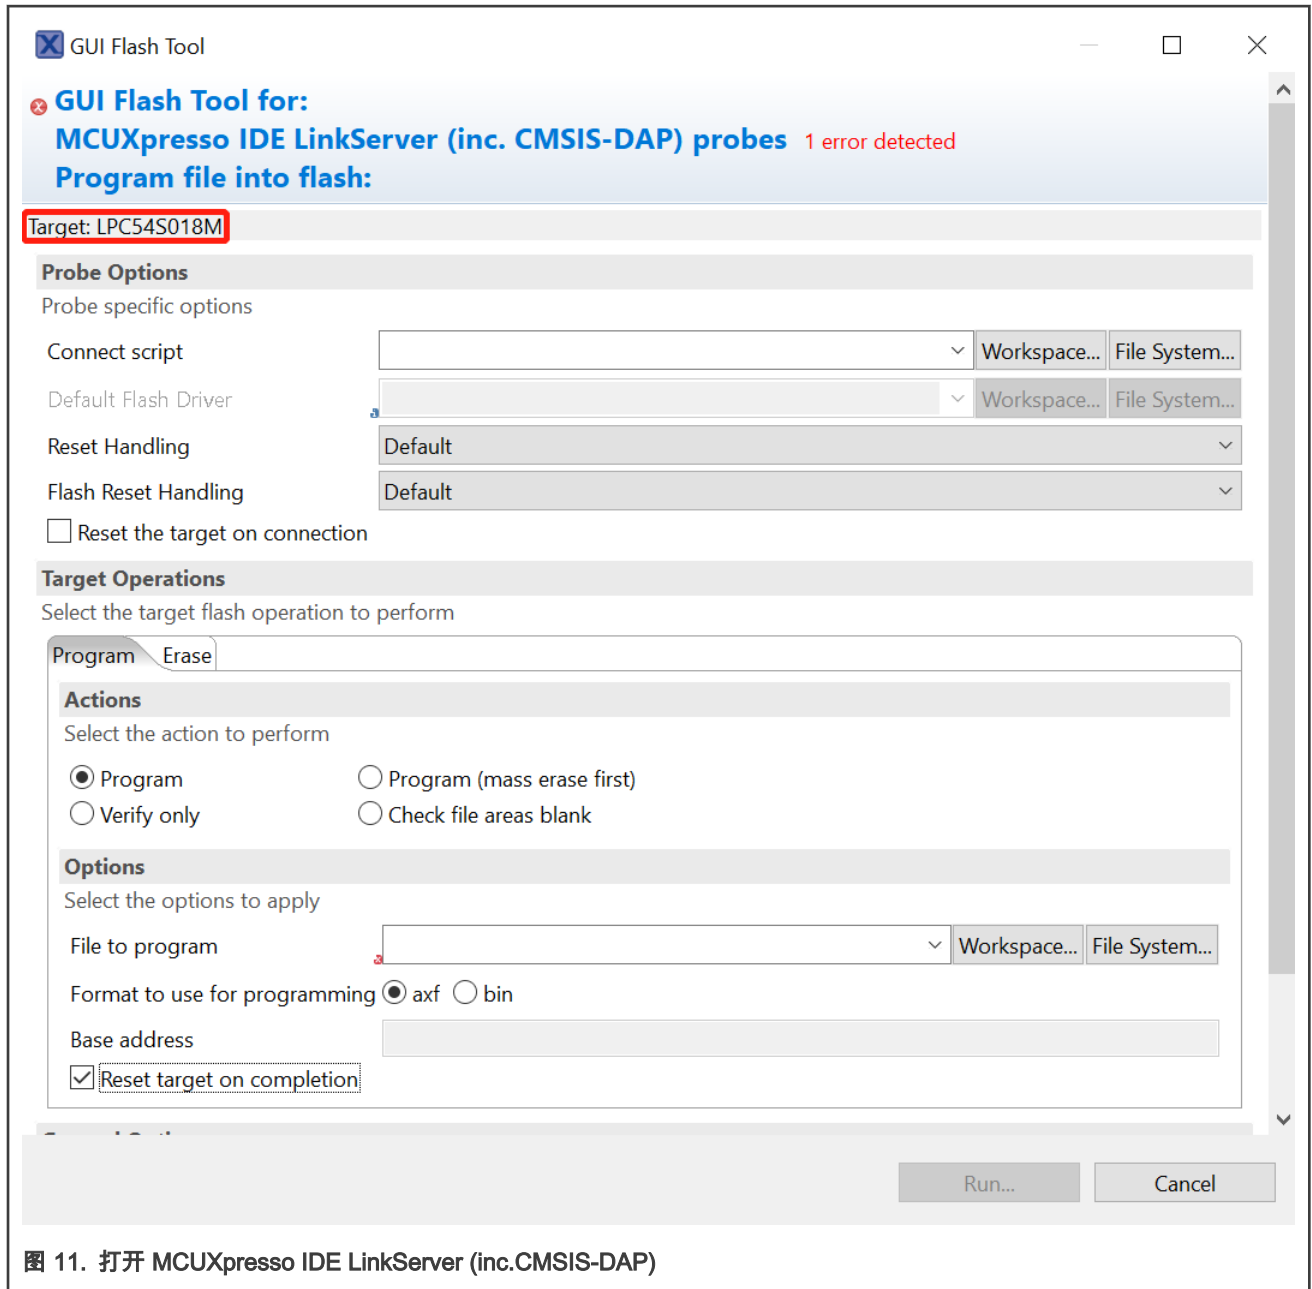 GUI Flash Tool
GUI Flash Tool for:
MCUXpresso IDE LinkServer (inc. CMSIS-DAP) probes 1 error detected
Program file into flash:
Target: LPC54S018M
Probe Options
Probe specific options
Connect script Workspace... File System...
Default Flash Driver Workspace... File System...
Reset Handling Default
Flash Reset Handling Default
Reset the target on connection
Target Operations
Select the target flash operation to perform
Program Erase
Actions
Select the action to perform
Program Program (mass erase first)
Verify only Check file areas blank
Options
Select the options to apply
File to program Workspace... File System...
Format to use for programming axf bin
Base address
Reset target on completion
Run... Cancel
图 11. 打开 MCUXpresso IDE LinkServer (inc.CMSIS-DAP)